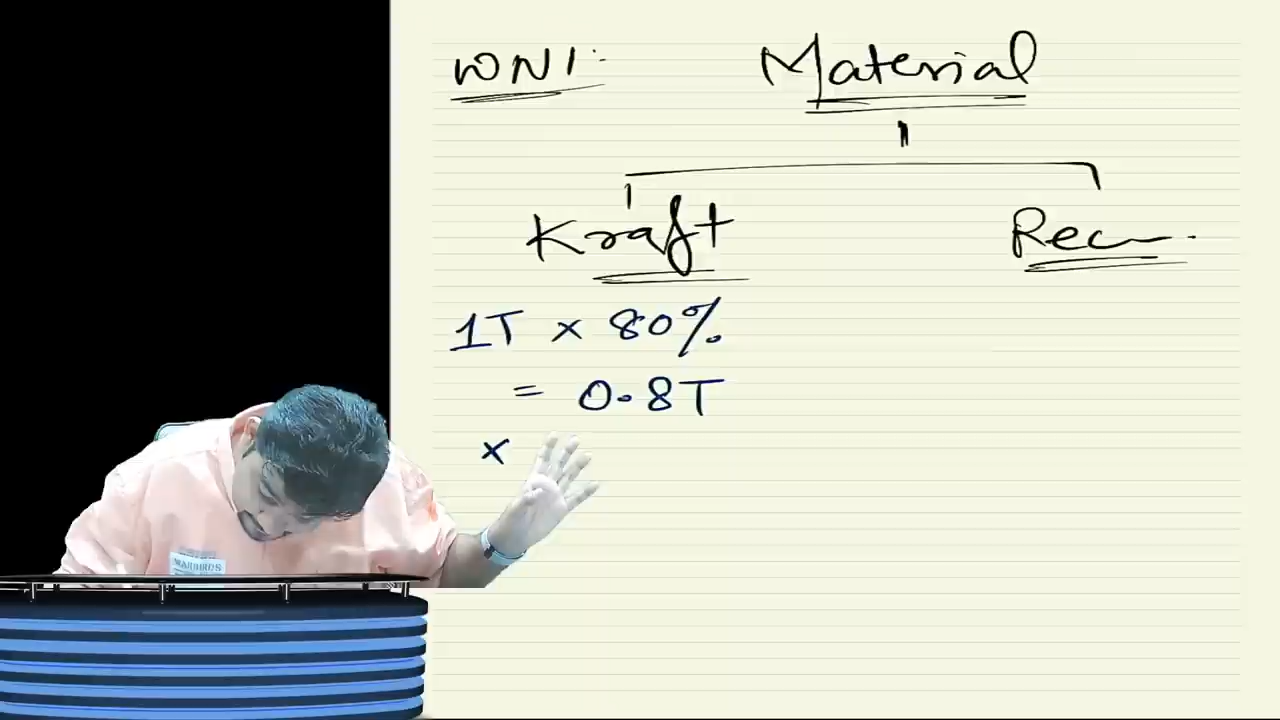 WN1: Material
Kraft Rec
1T × 80%
= 0.8T
×